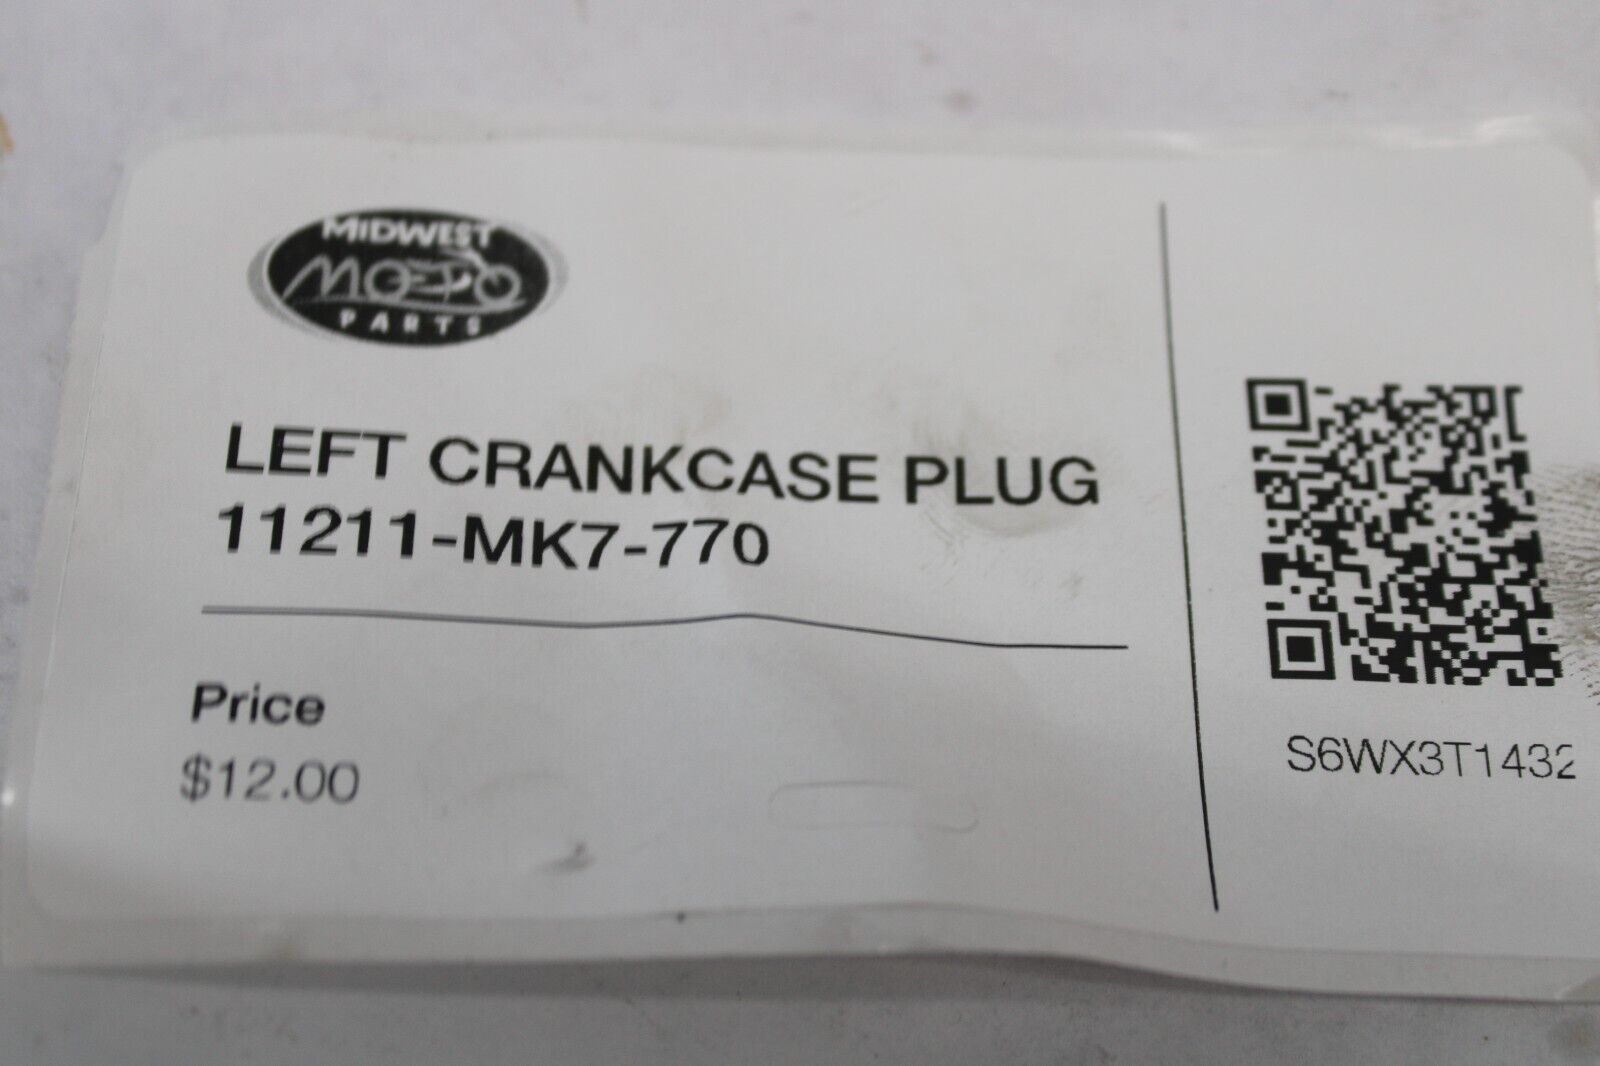 MIDWEST
MOTO
PARTS
LEFT CRANKCASE PLUG
11211-MK7-770
Price
$12.00
S6WX3T1432